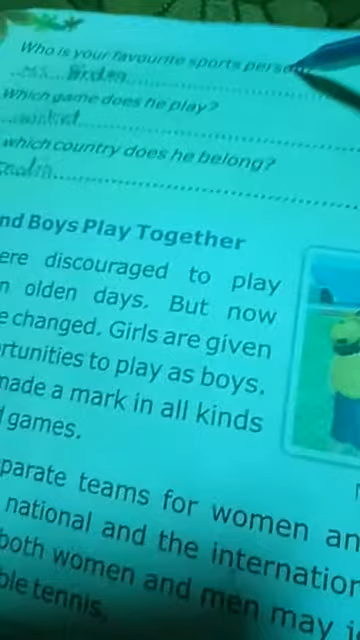 Who is your favourite sports person?
Which game does he play?
which country does he belong?
nd Boys Play Together
ere discouraged to play
n olden days. But now
e changed. Girls are given
rtunities to play as boys.
made a mark in all kinds
games.
parate teams for women an
national and the internation
both women and men may j
ble tennis,